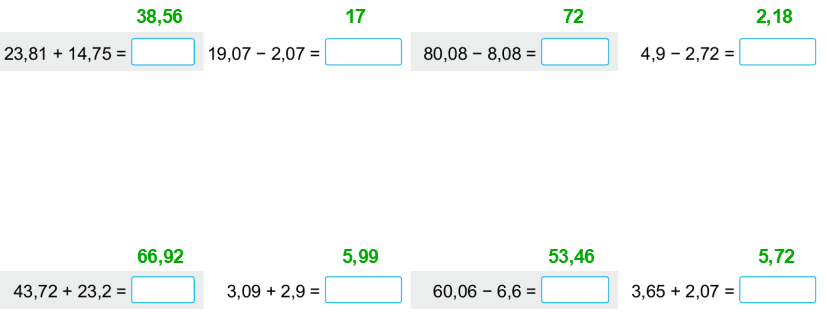 38,56 17 72 2,18
23,81 + 14,75 = 19,07 − 2,07 = 80,08 − 8,08 = 4,9 − 2,72 =
66,92 5,99 53,46 5,72
43,72 + 23,2 = 3,09 + 2,9 = 60,06 − 6,6 = 3,65 + 2,07 =